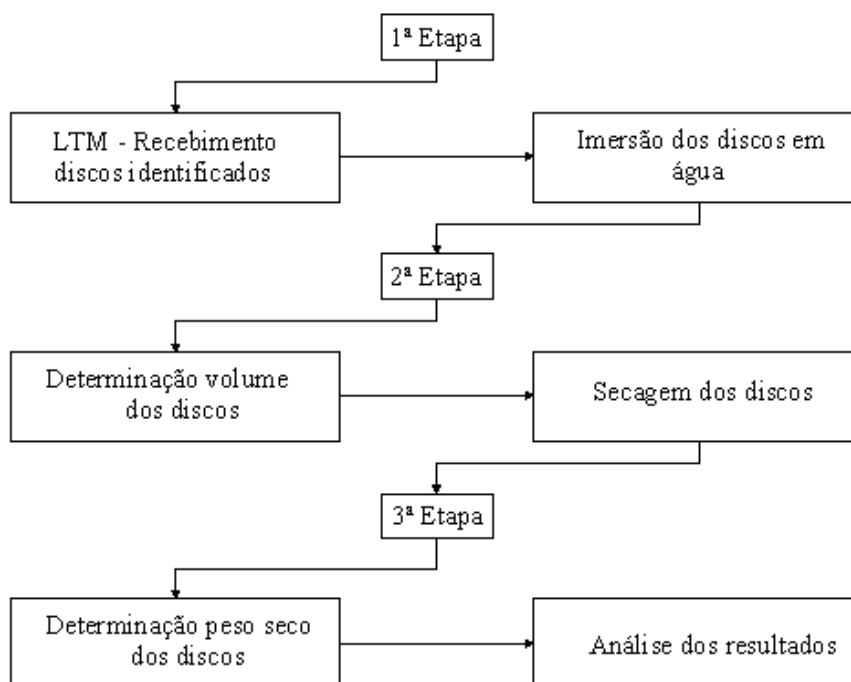 1ª Etapa
LTM - Recebimento
discos identificados
Imersão dos discos em
água
2ª Etapa
Determinação volume
dos discos
Secagem dos discos
3ª Etapa
Determinação peso seco
dos discos
Análise dos resultados